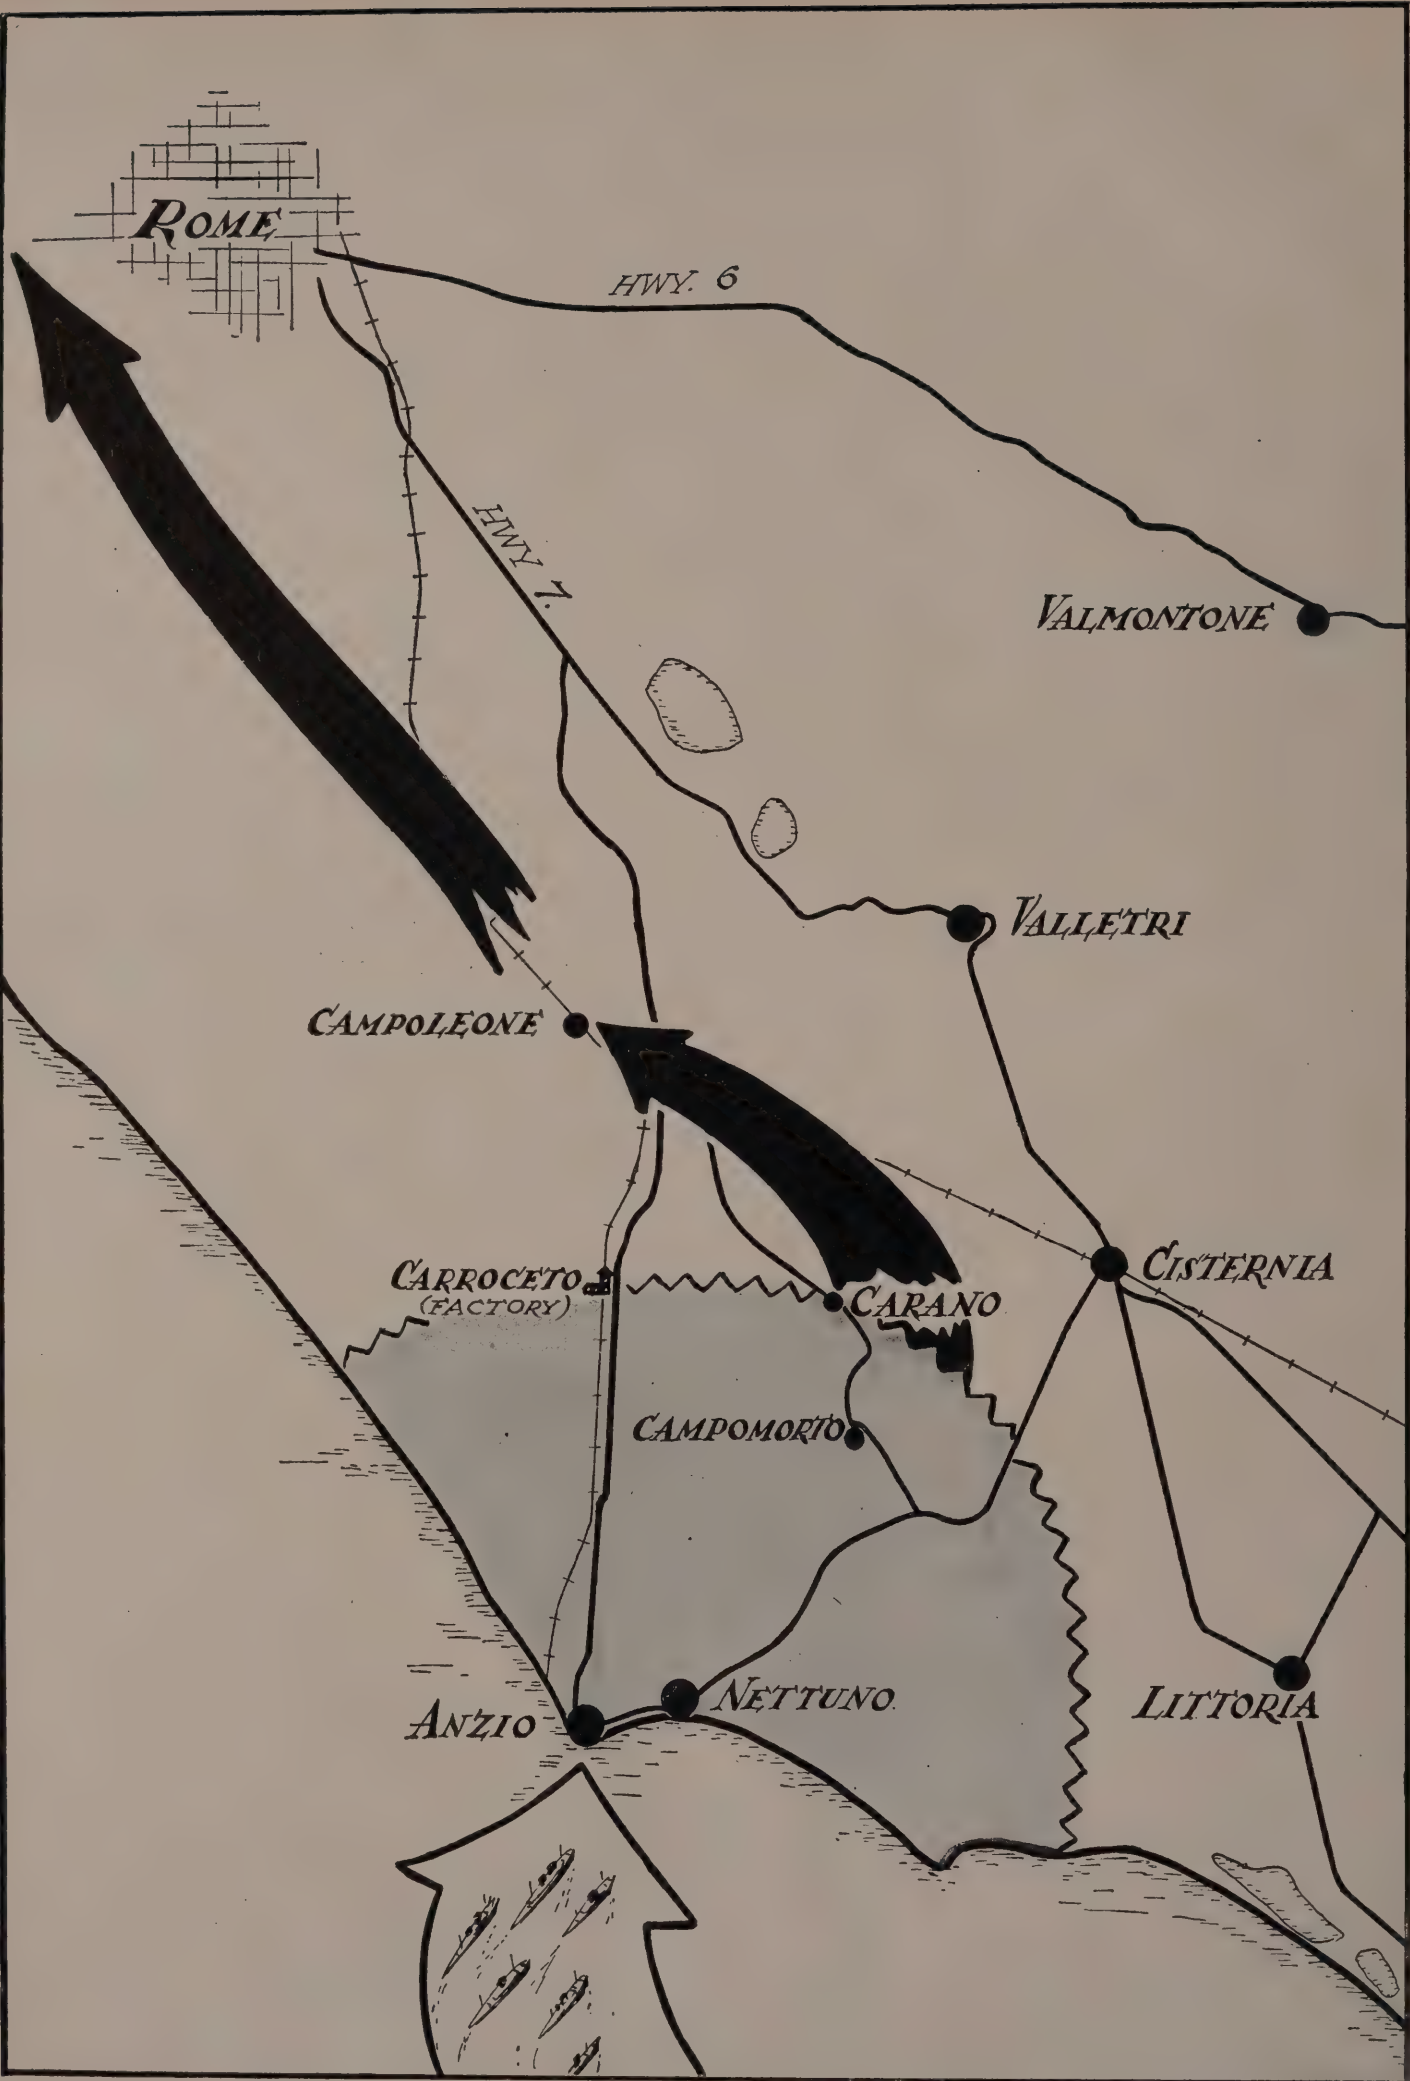 ROME
HWY. 6
HWY 7.
VALMONTONE
VALLETRI
CAMPOLEONE
CISTERNIA
CARROCETO
(FACTORY)
CARANO
CAMPOMORTO
NETTUNO
ANZIO
LITTORIA